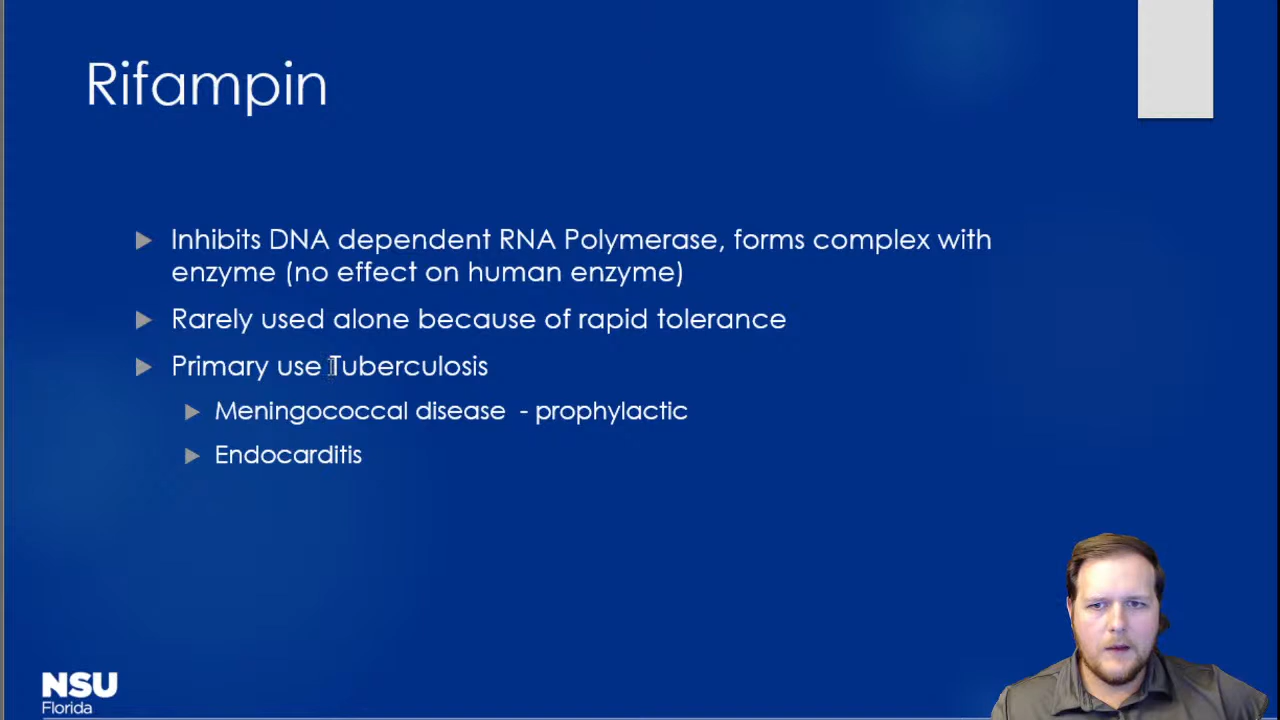 Rifampin
Inhibits DNA dependent RNA Polymerase, forms complex with
enzyme (no effect on human enzyme)
Rarely used alone because of rapid tolerance
Primary use Tuberculosis
Meningococcal disease - prophylactic
Endocarditis
NSU
Florida